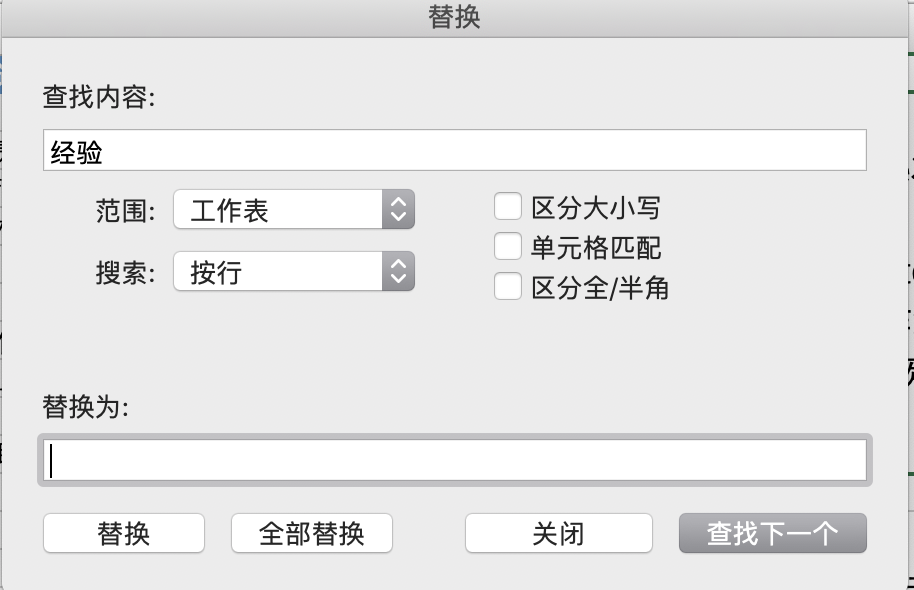 替换
查找内容:
经验
范围: 工作表
区分大小写
搜索: 按行
单元格匹配
区分全/半角
替换为:
替换 全部替换 关闭 查找下一个